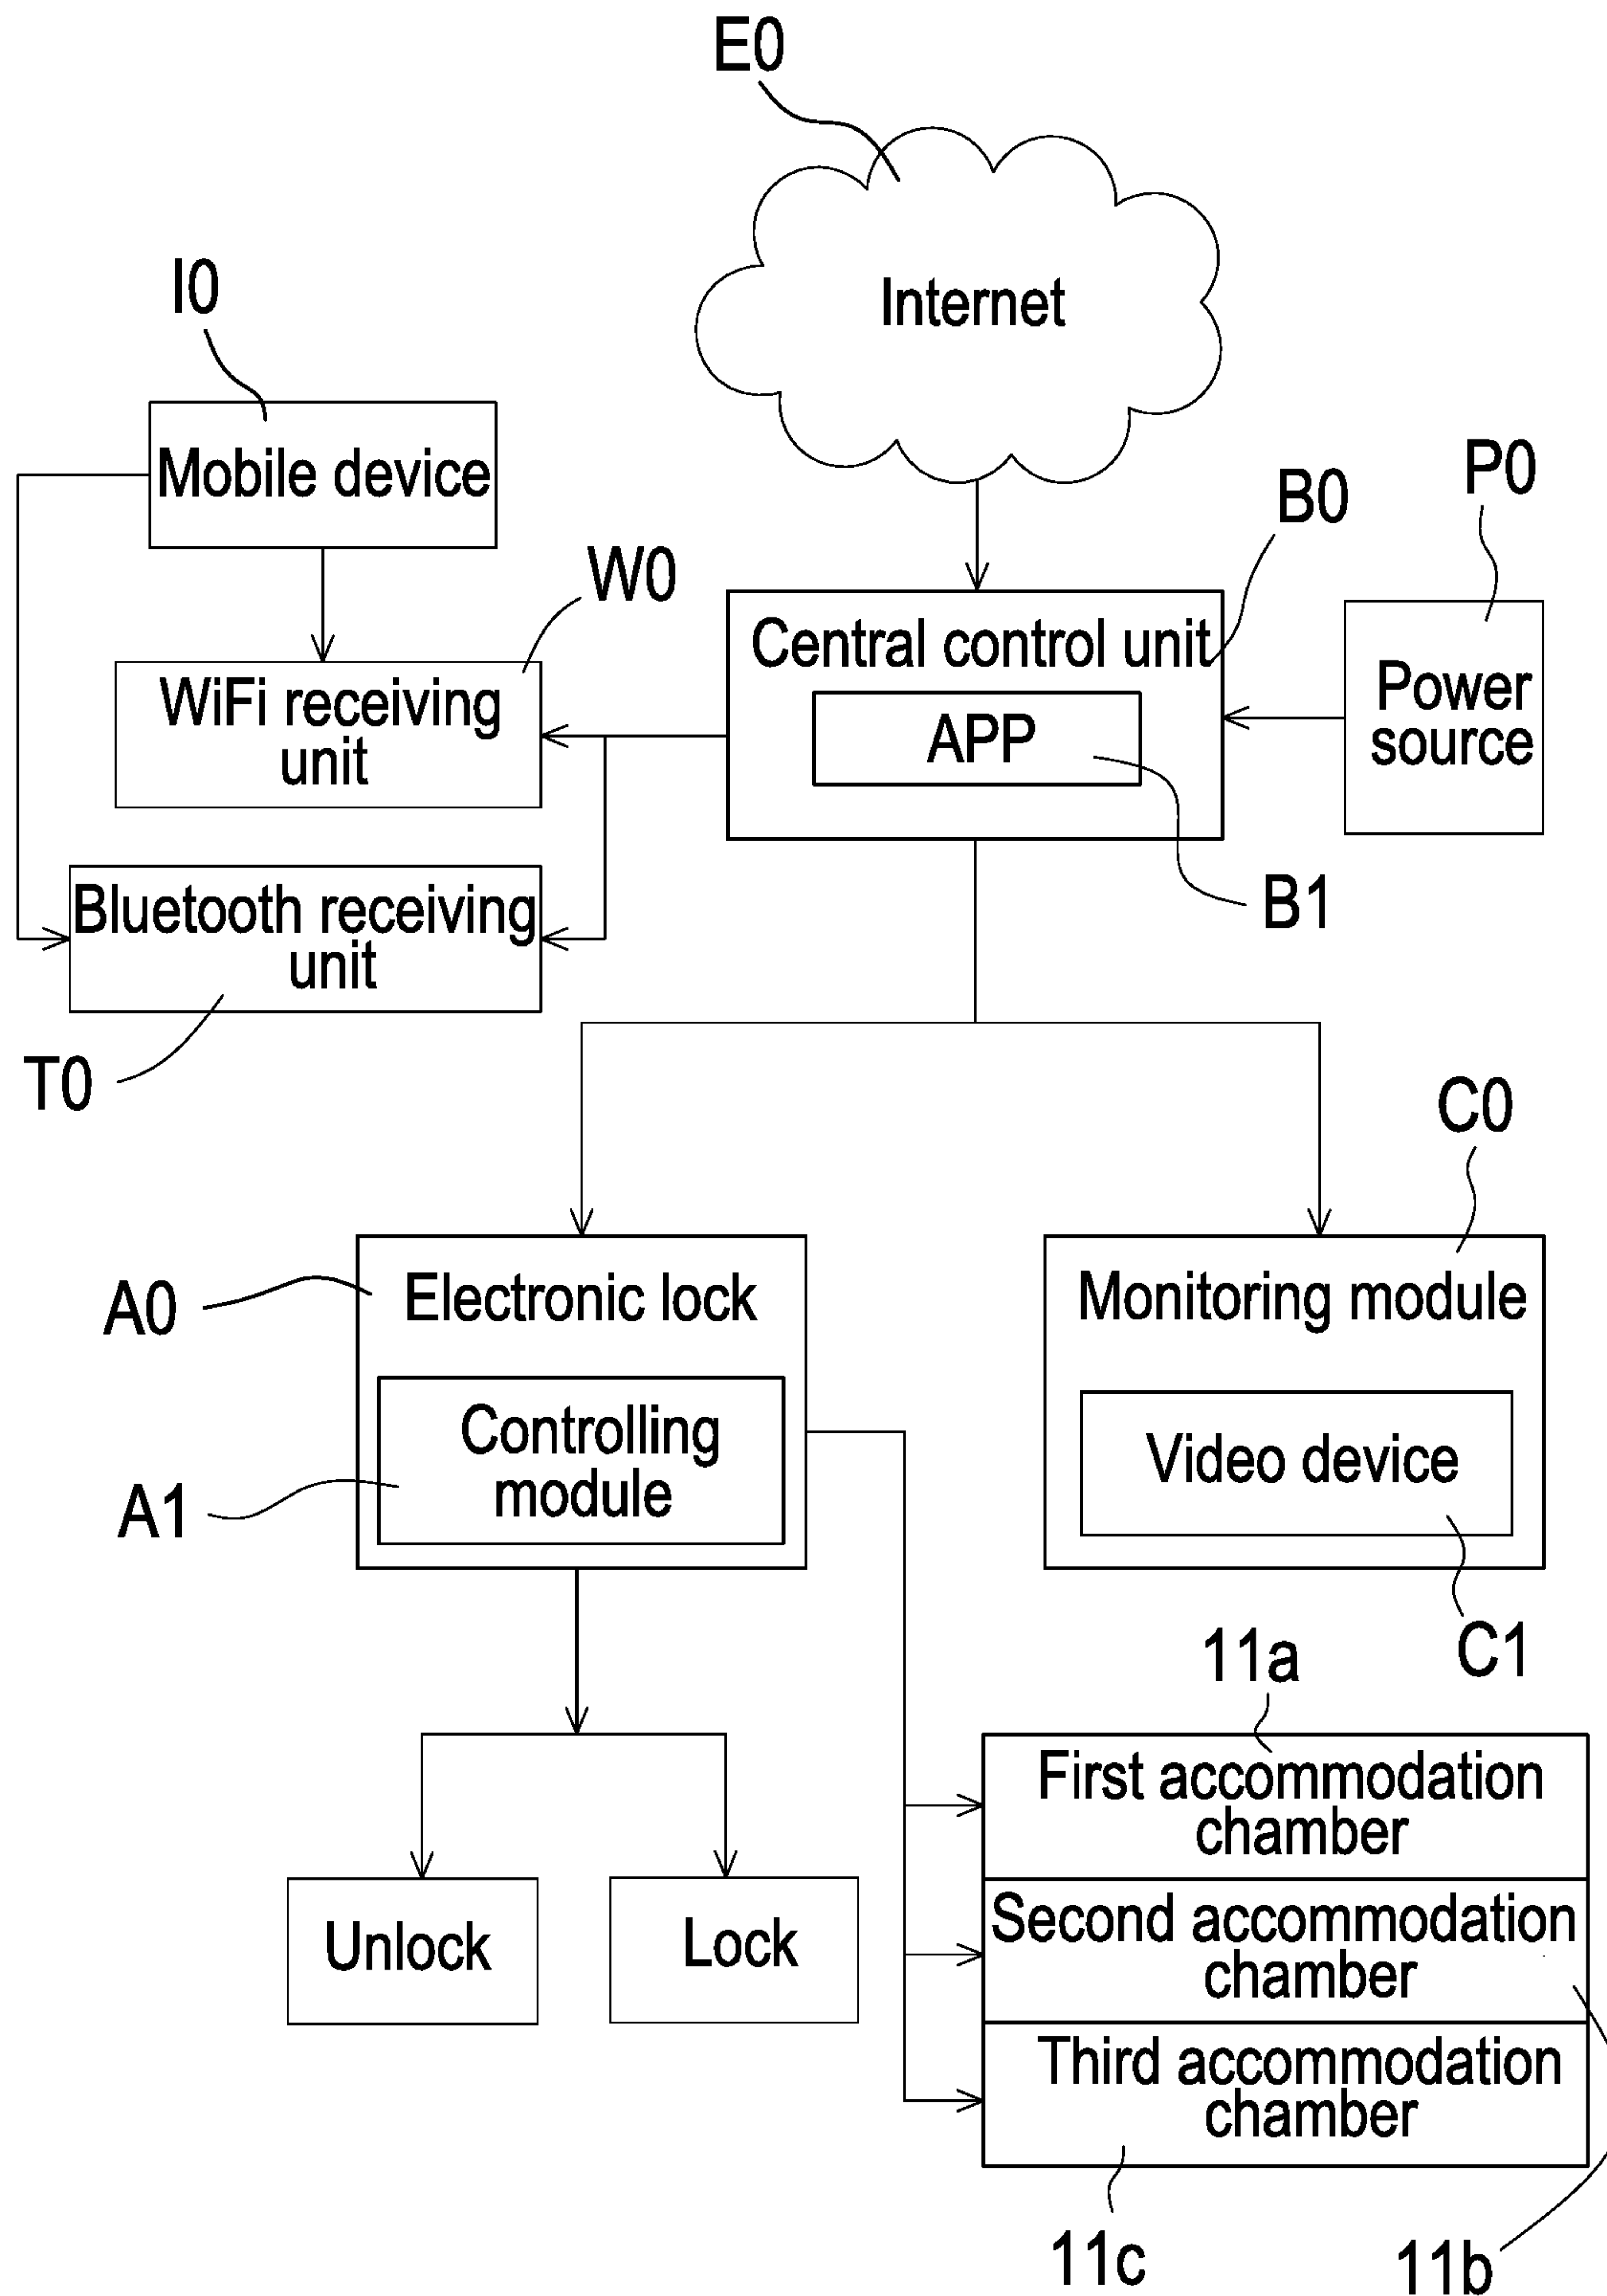 E0
Internet
I0
Mobile device
W0
WiFi receiving
unit
Bluetooth receiving
unit
T0
B0
Central control unit
APP
B1
P0
Power
source
A0
Electronic lock
A1
Controlling
module
C0
Monitoring module
Video device
C1
Unlock
Lock
11a
First accommodation
chamber
Second accommodation
chamber
Third accommodation
chamber
11c
11b